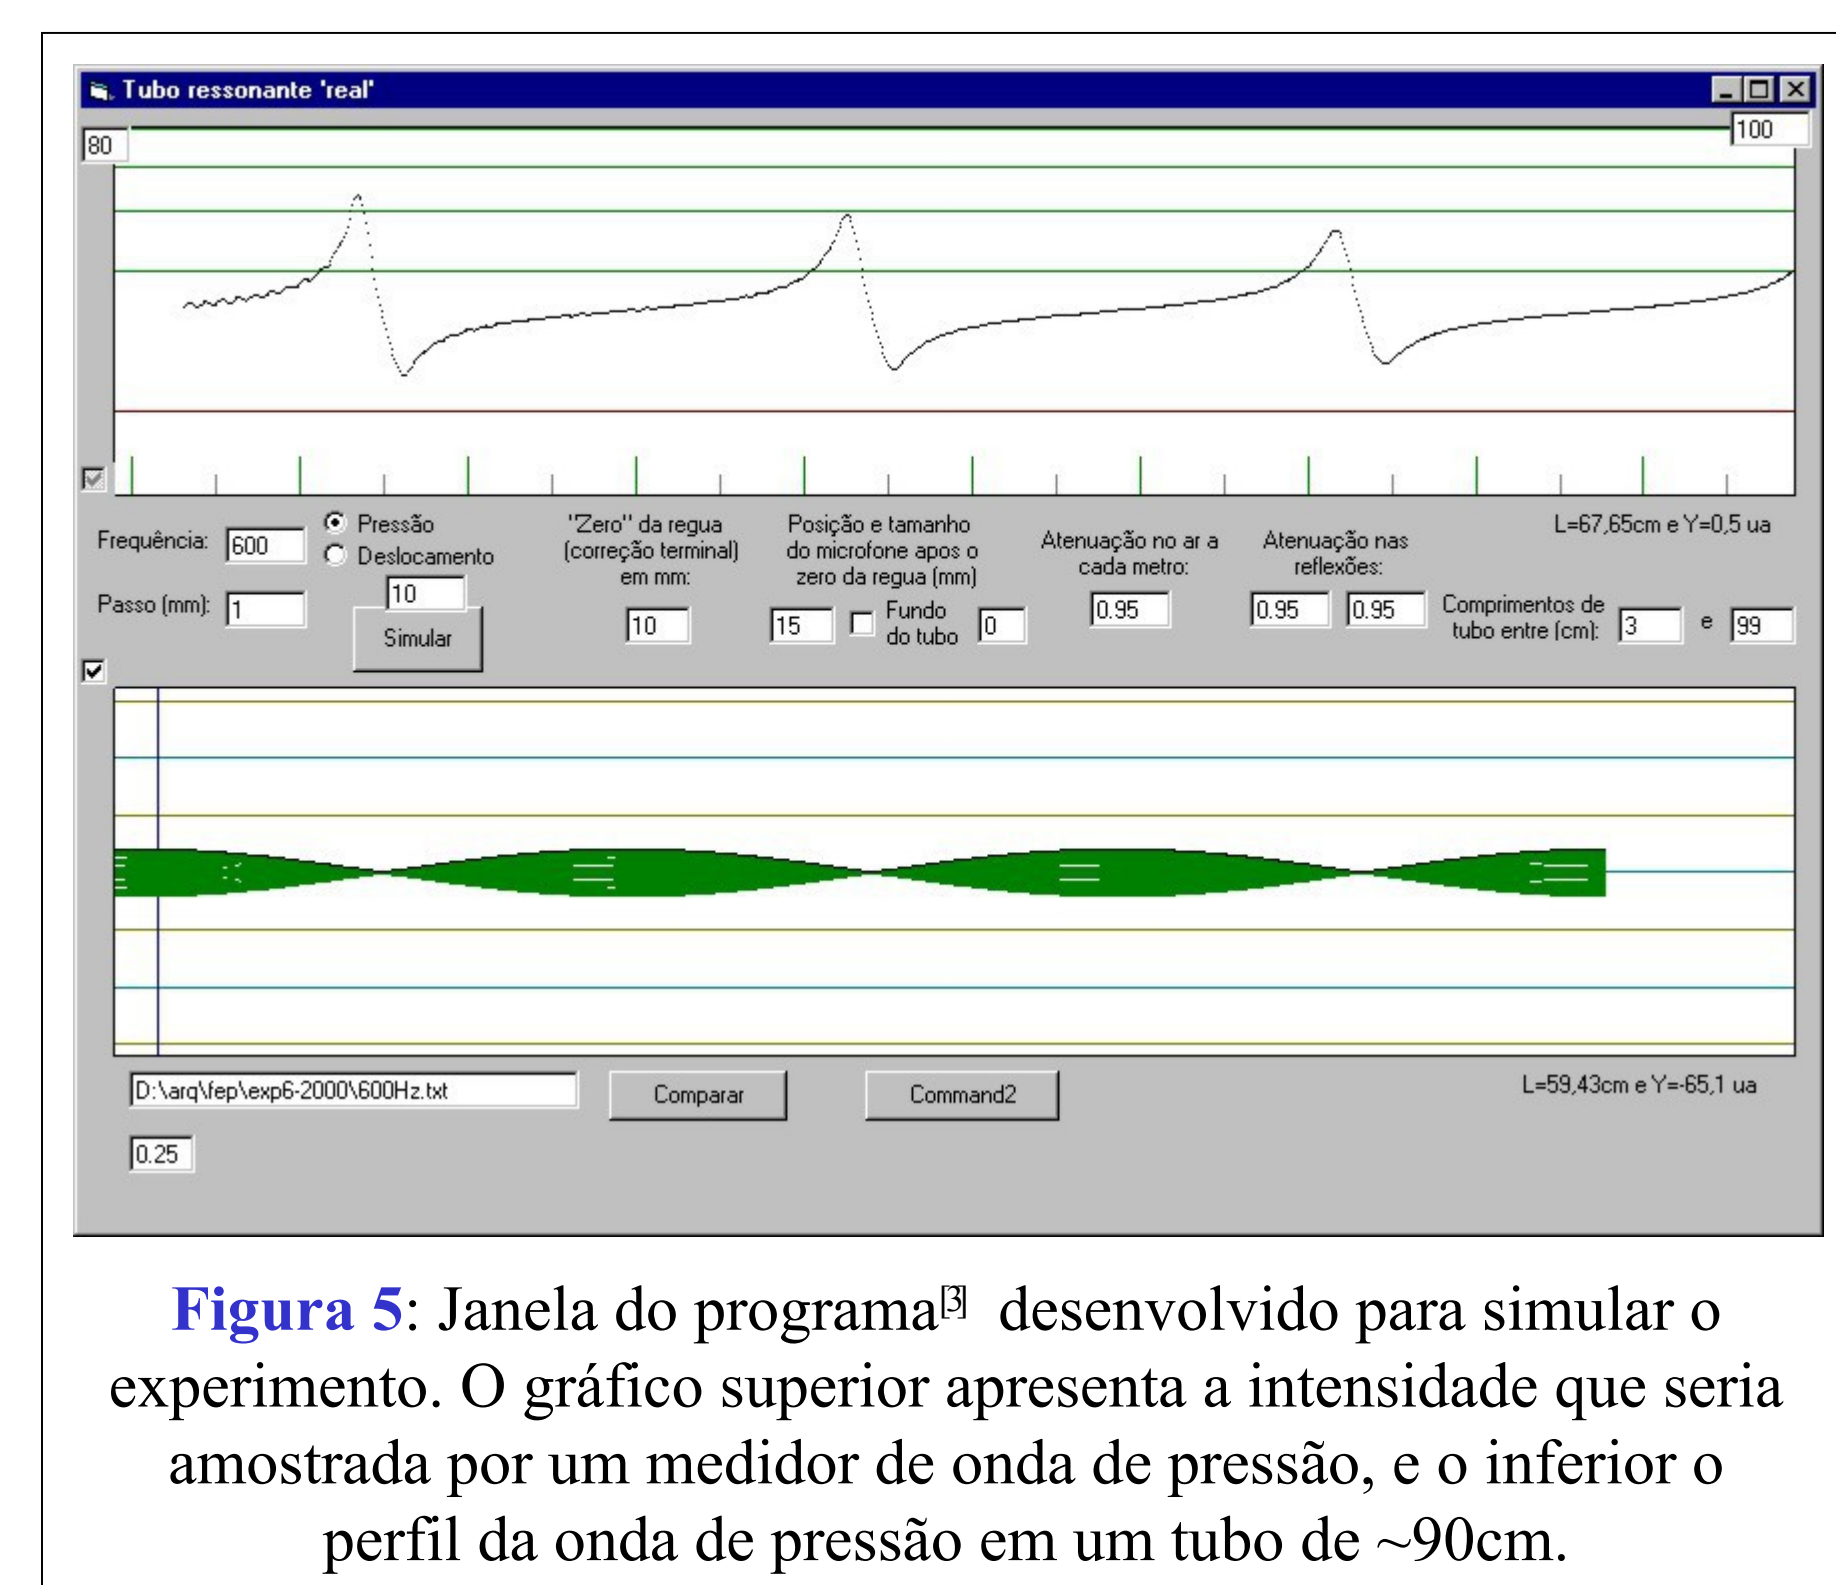 Tubo ressonante 'real'
80
100
Frequência: 600
Pressão
Deslocamento
10
Passo (mm): 1
Simular
"Zero" da regua
(correção terminal)
em mm:
10
Posição e tamanho
do microfone apos o
zero da regua (mm)
15
Fundo
do tubo
0
Atenuação no ar a
cada metro:
0.95
Atenuação nas
reflexões:
0.95 0.95
L=67,65cm e Y=0,5 ua
Comprimentos de
tubo entre (cm): 3 e 99
D:\arq\fep\exp6-2000\600Hz.txt
Comparar
Command2
L=59,43cm e Y=-65,1 ua
0.25
Figura 5: Janela do programa[3] desenvolvido para simular o
experimento. O gráfico superior apresenta a intensidade que seria
amostrada por um medidor de onda de pressão, e o inferior o
perfil da onda de pressão em um tubo de ~90cm.